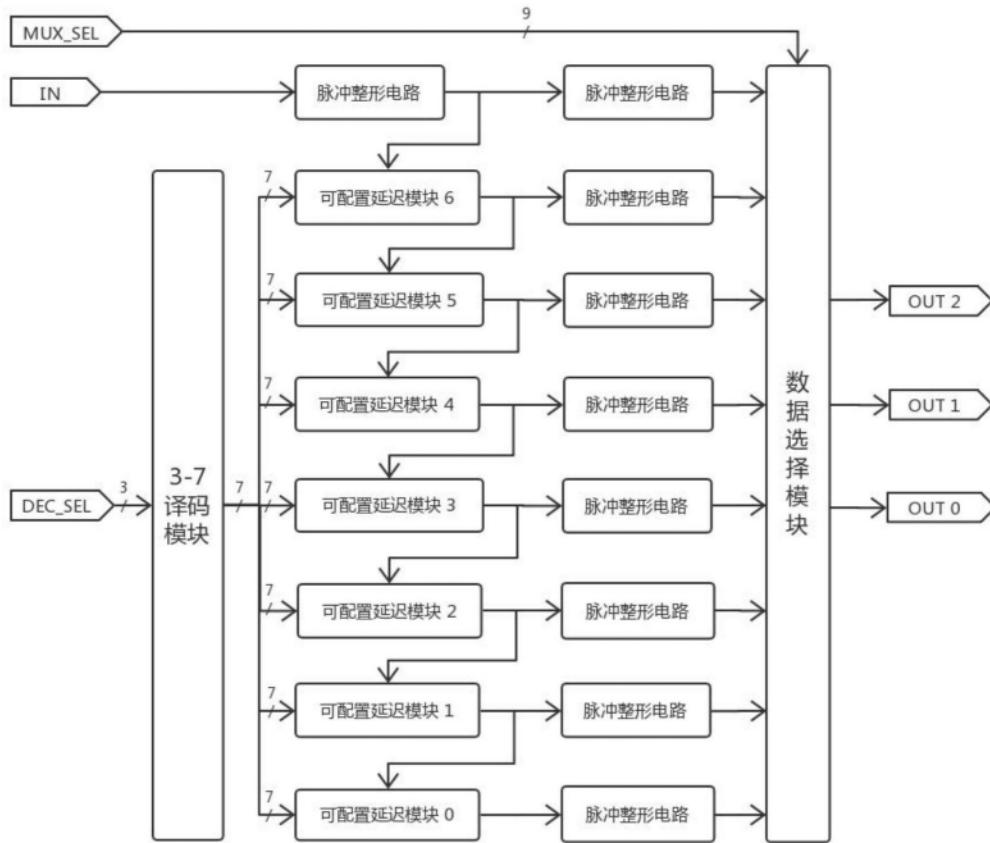 MUX_SEL
9
IN
脉冲整形电路
脉冲整形电路
7
可配置延迟模块 6
脉冲整形电路
7
可配置延迟模块 5
脉冲整形电路
OUT 2
7
可配置延迟模块 4
脉冲整形电路
OUT 1
数据选择模块
DEC_SEL
3
3-7
译码
模块
7
7
可配置延迟模块 3
脉冲整形电路
OUT 0
7
可配置延迟模块 2
脉冲整形电路
7
可配置延迟模块 1
脉冲整形电路
7
可配置延迟模块 0
脉冲整形电路